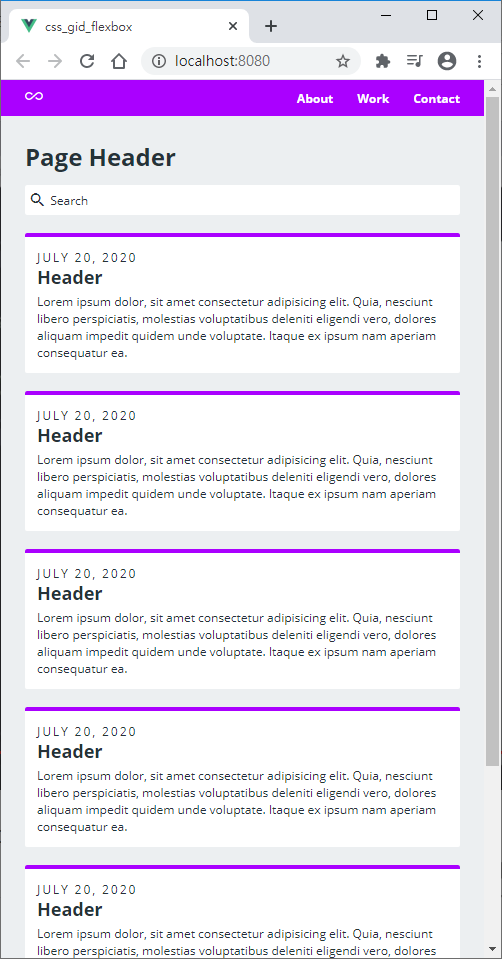 css_gid_flexbox
localhost:8080
About Work Contact
Page Header
Search
JULY 20, 2020
Header
Lorem ipsum dolor, sit amet consectetur adipisicing elit. Quia, nesciunt
libero perspiciatis, molestias voluptatibus deleniti eligendi vero, dolores
aliquam impedit quidem unde voluptate. Itaque ex ipsum nam aperiam
consequatur ea.
JULY 20, 2020
Header
Lorem ipsum dolor, sit amet consectetur adipisicing elit. Quia, nesciunt
libero perspiciatis, molestias voluptatibus deleniti eligendi vero, dolores
aliquam impedit quidem unde voluptate. Itaque ex ipsum nam aperiam
consequatur ea.
JULY 20, 2020
Header
Lorem ipsum dolor, sit amet consectetur adipisicing elit. Quia, nesciunt
libero perspiciatis, molestias voluptatibus deleniti eligendi vero, dolores
aliquam impedit quidem unde voluptate. Itaque ex ipsum nam aperiam
consequatur ea.
JULY 20, 2020
Header
Lorem ipsum dolor, sit amet consectetur adipisicing elit. Quia, nesciunt
libero perspiciatis, molestias voluptatibus deleniti eligendi vero, dolores
aliquam impedit quidem unde voluptate. Itaque ex ipsum nam aperiam
consequatur ea.
JULY 20, 2020
Header
Lorem ipsum dolor, sit amet consectetur adipisicing elit. Quia, nesciunt
libero perspiciatis, molestias voluptatibus deleniti eligendi vero, dolores